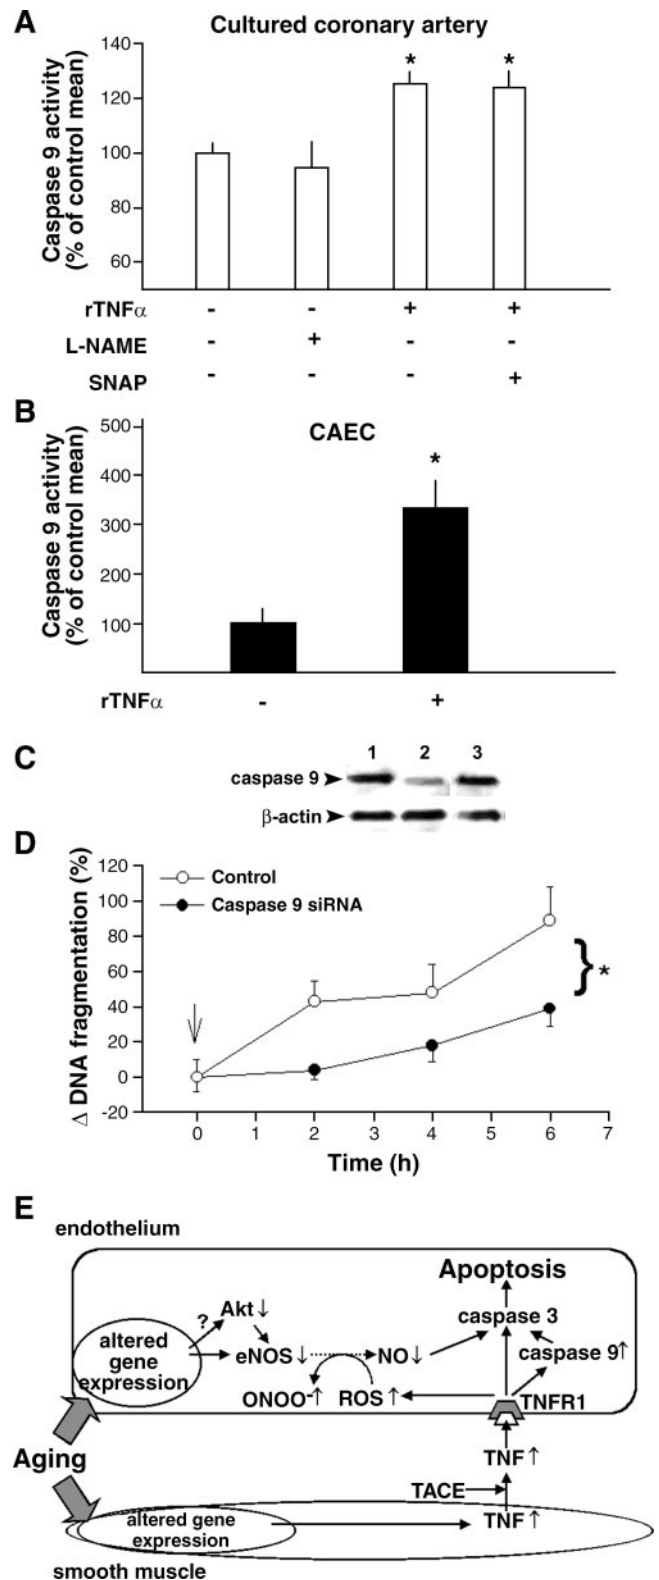 A
Cultured coronary artery
Caspase 9 activity
(% of control mean)
140
120
100
80
60
* *
rTNFα - - + +
L-NAME - + - -
SNAP - - - +
B
CAEC
Caspase 9 activity
(% of control mean)
500
400
300
200
100
*
rTNFα - +
C
1 2 3
caspase 9
β-actin
D
Δ DNA fragmentation (%)
120
100
80
60
40
20
0
-20
Control
Caspase 9 siRNA
} *
0 1 2 3 4 5 6 7
Time (h)
E
endothelium
Apoptosis
? Akt↓ caspase 3
altered
gene
expression
eNOS↓ NO↓ caspase 9↑
ONOO⁻↑ ROS↑ TNFR1
Aging
TNF↑
TACE
altered gene
expression
TNF↑
smooth muscle